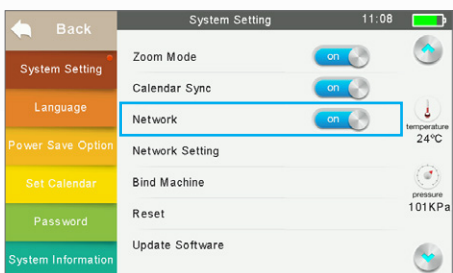 Back
System Setting
11:08
System Setting
Language
Power Save Option
Set Calendar
Password
System Information
Zoom Mode
on
Calendar Sync
on
Network
on
Network Setting
Bind Machine
Reset
Update Software
temperature
24℃
pressure
101KPa